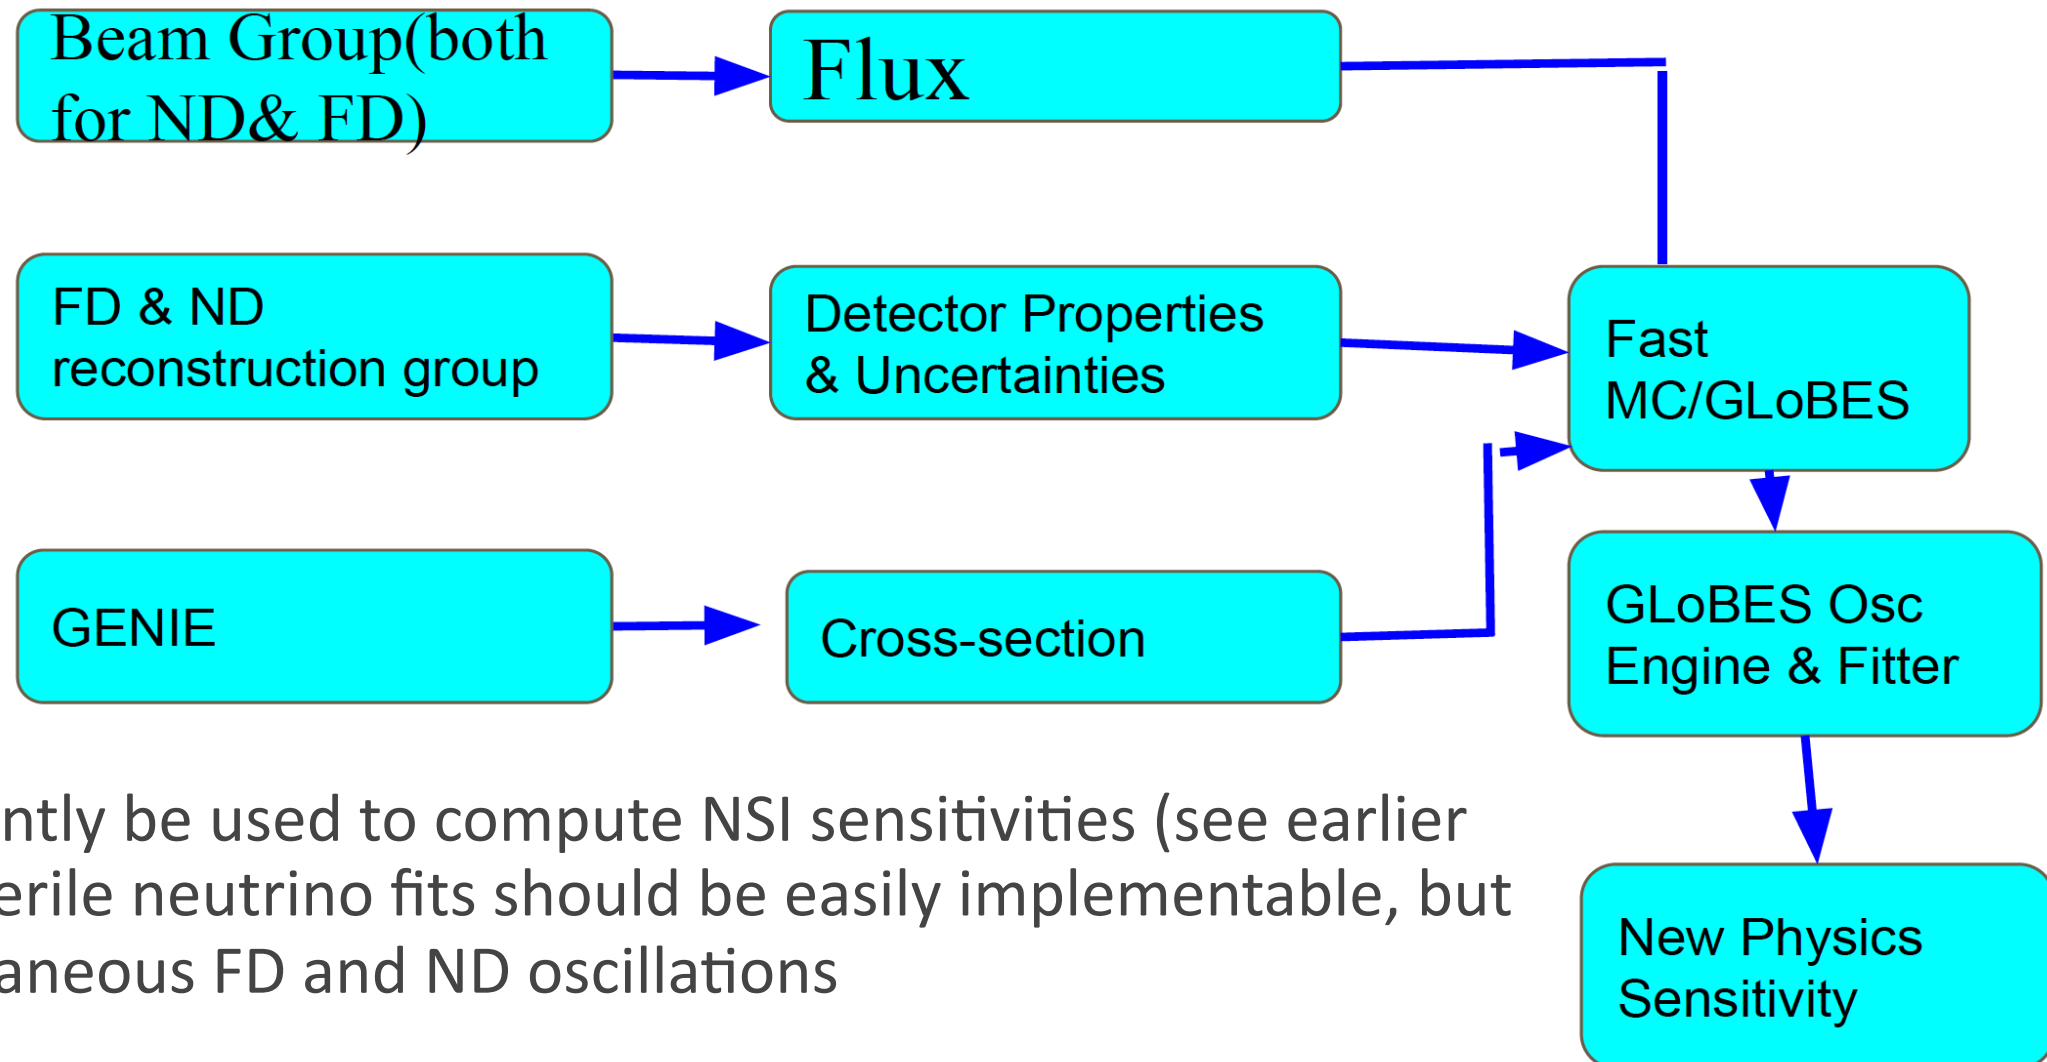 Beam Group(both
for ND& FD)
Flux
FD & ND
reconstruction group
Detector Properties
& Uncertainties
Fast
MC/GLoBES
GENIE
Cross-section
GLoBES Osc
Engine & Fitter
ntly be used to compute NSI sensitivities (see earlier
erile neutrino fits should be easily implementable, but
aneous FD and ND oscillations
New Physics
Sensitivity